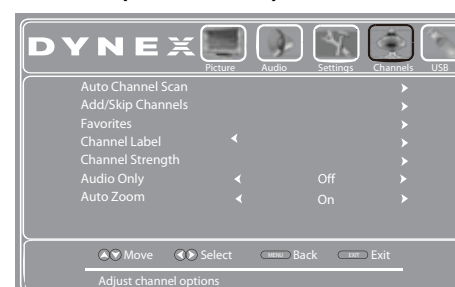 DYNEX
Picture Audio Settings Channels USB
Auto Channel Scan
Add/Skip Channels
Favorites
Channel Label
Channel Strength
Audio Only Off
Auto Zoom On
Move Select MENU Back EXIT Exit
Adjust channel options